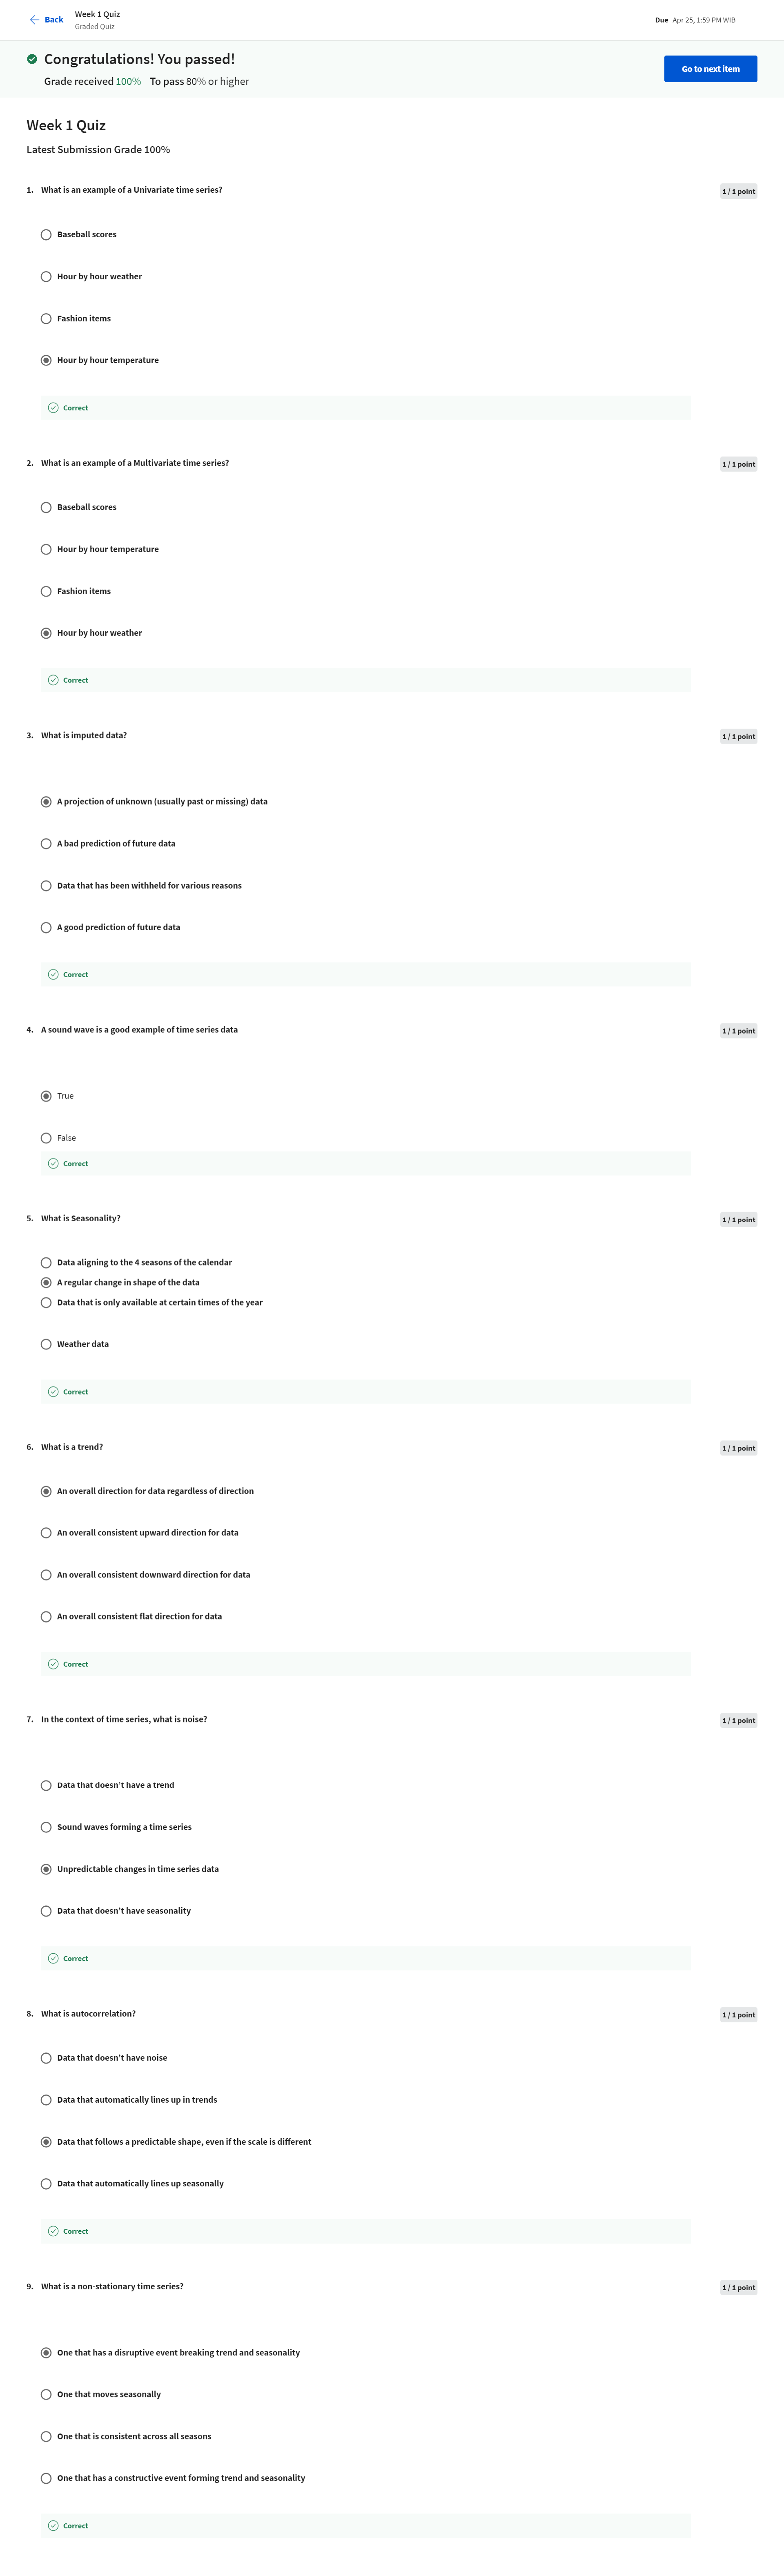 Back
Week 1 Quiz
Graded Quiz
Due Apr 25, 1:59 PM WIB
Congratulations! You passed!
Grade received 100% To pass 80% or higher
Go to next item
Week 1 Quiz
Latest Submission Grade 100%
1. What is an example of a Univariate time series?
1 / 1 point
Baseball scores
Hour by hour weather
Fashion items
Hour by hour temperature
Correct
2. What is an example of a Multivariate time series?
1 / 1 point
Baseball scores
Hour by hour temperature
Fashion items
Hour by hour weather
Correct
3. What is imputed data?
1 / 1 point
A projection of unknown (usually past or missing) data
A bad prediction of future data
Data that has been withheld for various reasons
A good prediction of future data
Correct
4. A sound wave is a good example of time series data
1 / 1 point
True
False
Correct
5. What is Seasonality?
1 / 1 point
Data aligning to the 4 seasons of the calendar
A regular change in shape of the data
Data that is only available at certain times of the year
Weather data
Correct
6. What is a trend?
1 / 1 point
An overall direction for data regardless of direction
An overall consistent upward direction for data
An overall consistent downward direction for data
An overall consistent flat direction for data
Correct
7. In the context of time series, what is noise?
1 / 1 point
Data that doesn't have a trend
Sound waves forming a time series
Unpredictable changes in time series data
Data that doesn't have seasonality
Correct
8. What is autocorrelation?
1 / 1 point
Data that doesn't have noise
Data that automatically lines up in trends
Data that follows a predictable shape, even if the scale is different
Data that automatically lines up seasonally
Correct
9. What is a non-stationary time series?
1 / 1 point
One that has a disruptive event breaking trend and seasonality
One that moves seasonally
One that is consistent across all seasons
One that has a constructive event forming trend and seasonality
Correct